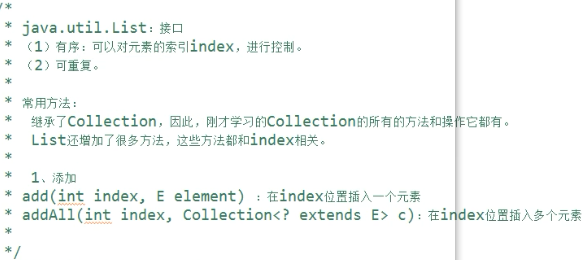 /*
* java.util.List：接口
* （1）有序：可以对元素的索引index，进行控制。
* （2）可重复。
*
* 常用方法：
* 继承了Collection，因此，刚才学习的Collection的所有的方法和操作它都有。
* List还增加了很多方法，这些方法都和index相关。
*
* 1、添加
* add(int index, E element) ：在index位置插入一个元素
* addAll(int index, Collection<? extends E> c)：在index位置插入多个元素
*
*/